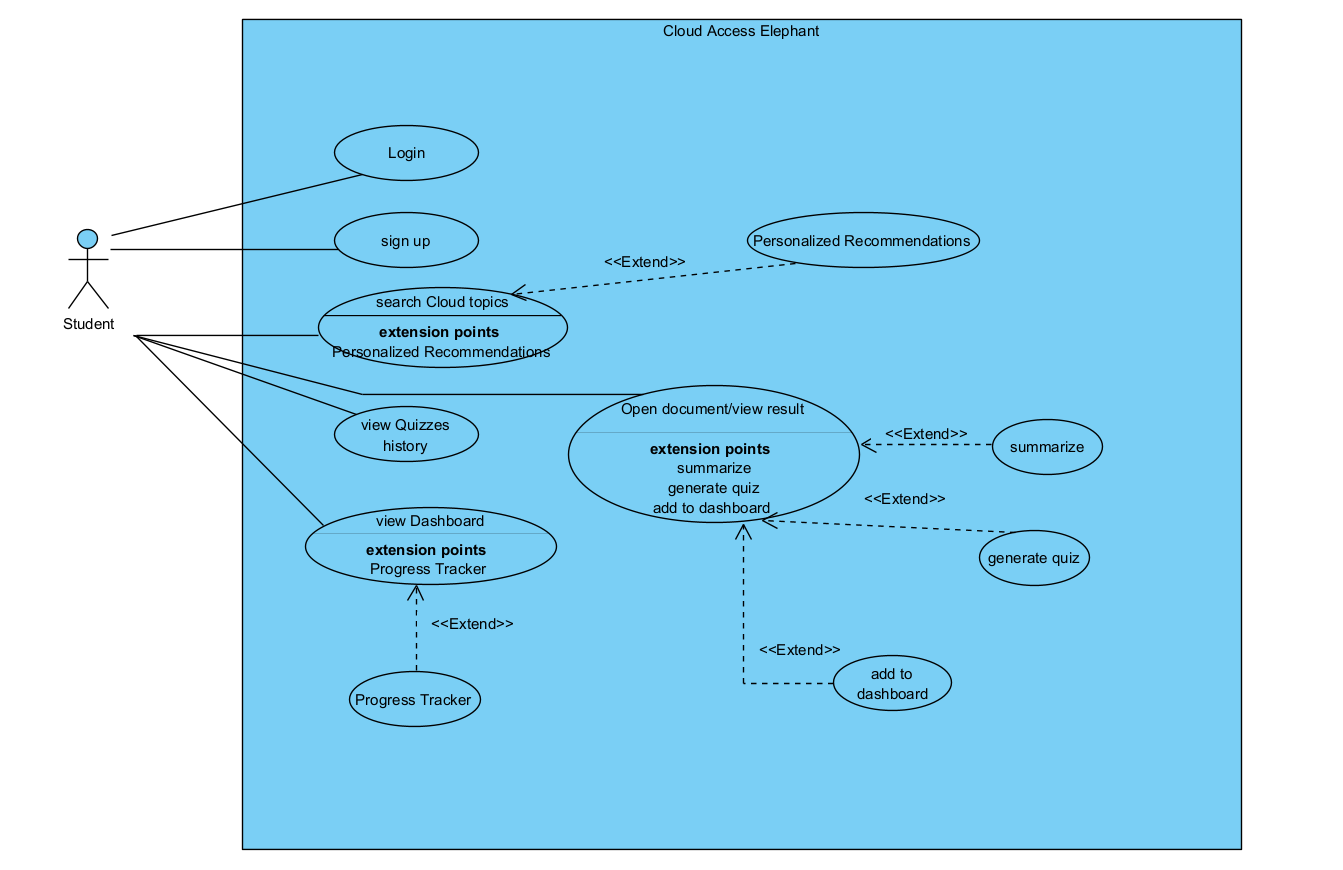 Cloud Access Elephant
Login
sign up
Personalized Recommendations
<<Extend>>
search Cloud topics
extension points
Personalized Recommendations
Student
Open document/view result
extension points
summarize
generate quiz
add to dashboard
view Quizzes
history
<<Extend>>
summarize
<<Extend>>
generate quiz
view Dashboard
extension points
Progress Tracker
<<Extend>>
Progress Tracker
<<Extend>>
add to
dashboard